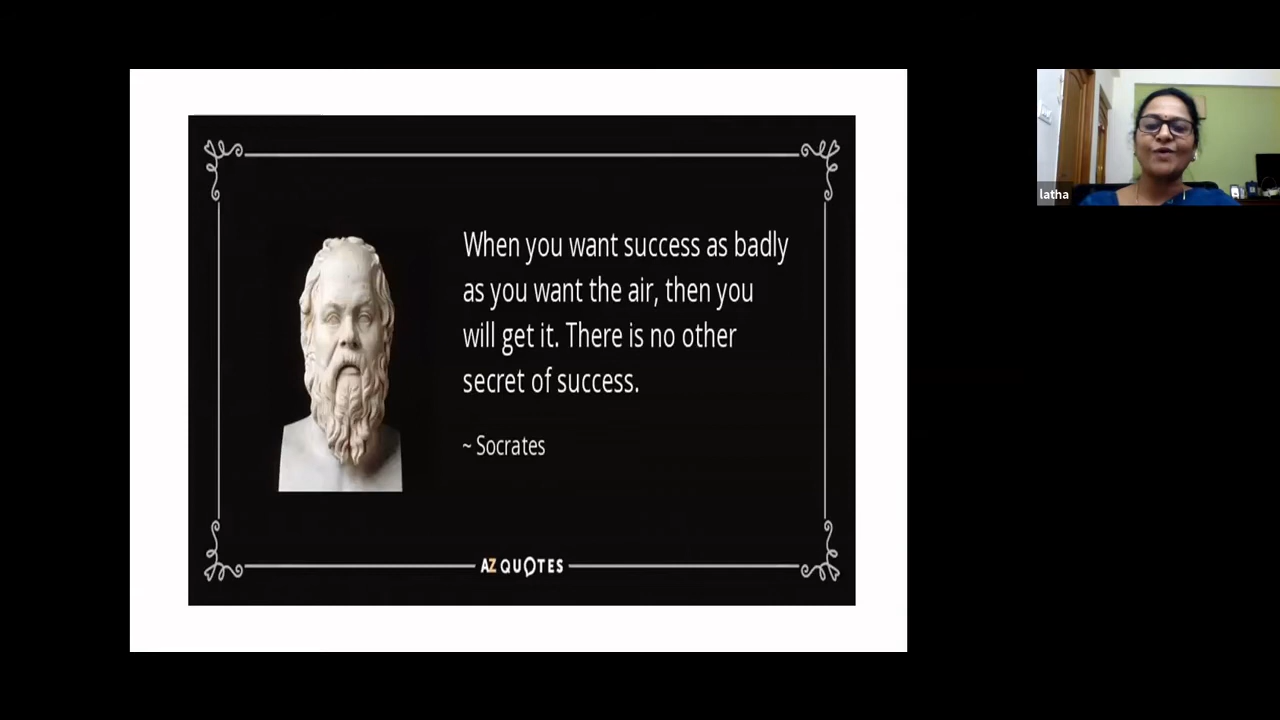 When you want success as badly
as you want the air, then you
will get it. There is no other
secret of success.
~ Socrates
AZ QUOTES
latha